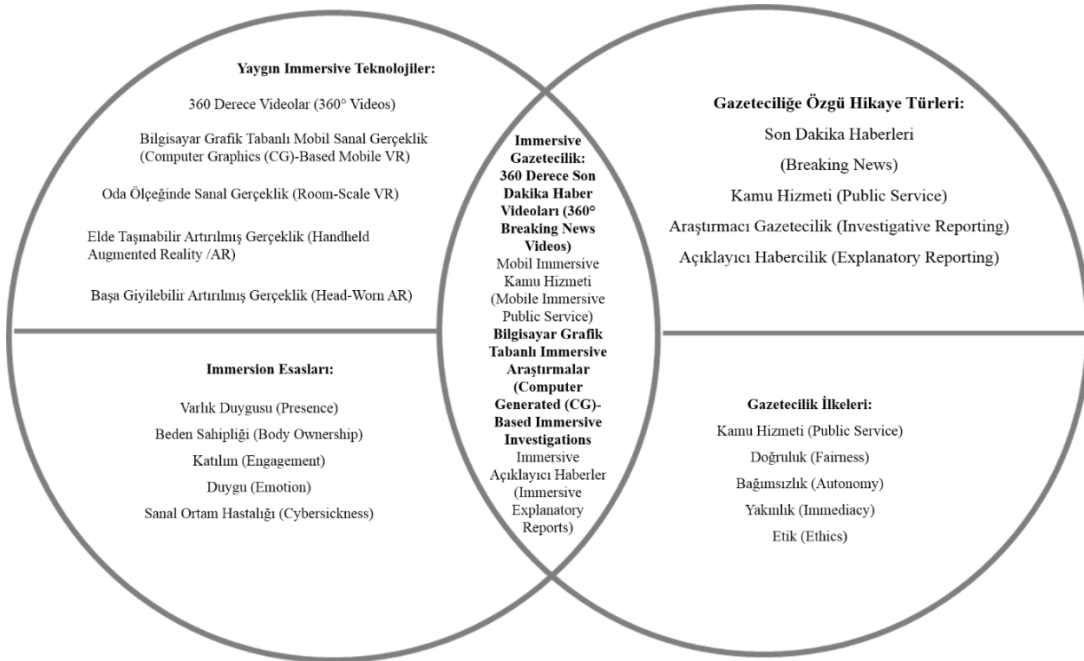 Yaygın Immersive Teknolojiler:
360 Derece Videolar (360° Videos)
Bilgisayar Grafik Tabanlı Mobil Sanal Gerçeklik
(Computer Graphics (CG)-Based Mobile VR)
Oda Ölçeğinde Sanal Gerçeklik (Room-Scale VR)
Elde Taşınabilir Artırılmış Gerçeklik (Handheld
Augmented Reality /AR)
Başa Giyilebilir Artırılmış Gerçeklik (Head-Worn AR)
Immersion Esasları:
Varlık Duygusu (Presence)
Beden Sahipliği (Body Ownership)
Katılım (Engagement)
Duygu (Emotion)
Sanal Ortam Hastalığı (Cybersickness)
Immersive
Gazetecilik:
360 Derece Son
Dakika Haber
Videoları (360°
Breaking News
Videos)
Mobil Immersive
Kamu Hizmeti
(Mobile Immersive
Public Service)
Bilgisayar Grafik
Tabanlı Immersive
Araştırmalar
(Computer
Generated (CG)-
Based Immersive
Investigations
Immersive
Açıklayıcı Haberler
(Immersive
Explanatory
Reports)
Gazeteciliğe Özgü Hikaye Türleri:
Son Dakika Haberleri
(Breaking News)
Kamu Hizmeti (Public Service)
Araştırmacı Gazetecilik (Investigative Reporting)
Açıklayıcı Habercilik (Explanatory Reporting)
Gazetecilik İlkeleri:
Kamu Hizmeti (Public Service)
Doğruluk (Fairness)
Bağımsızlık (Autonomy)
Yakınlık (Immediacy)
Etik (Ethics)